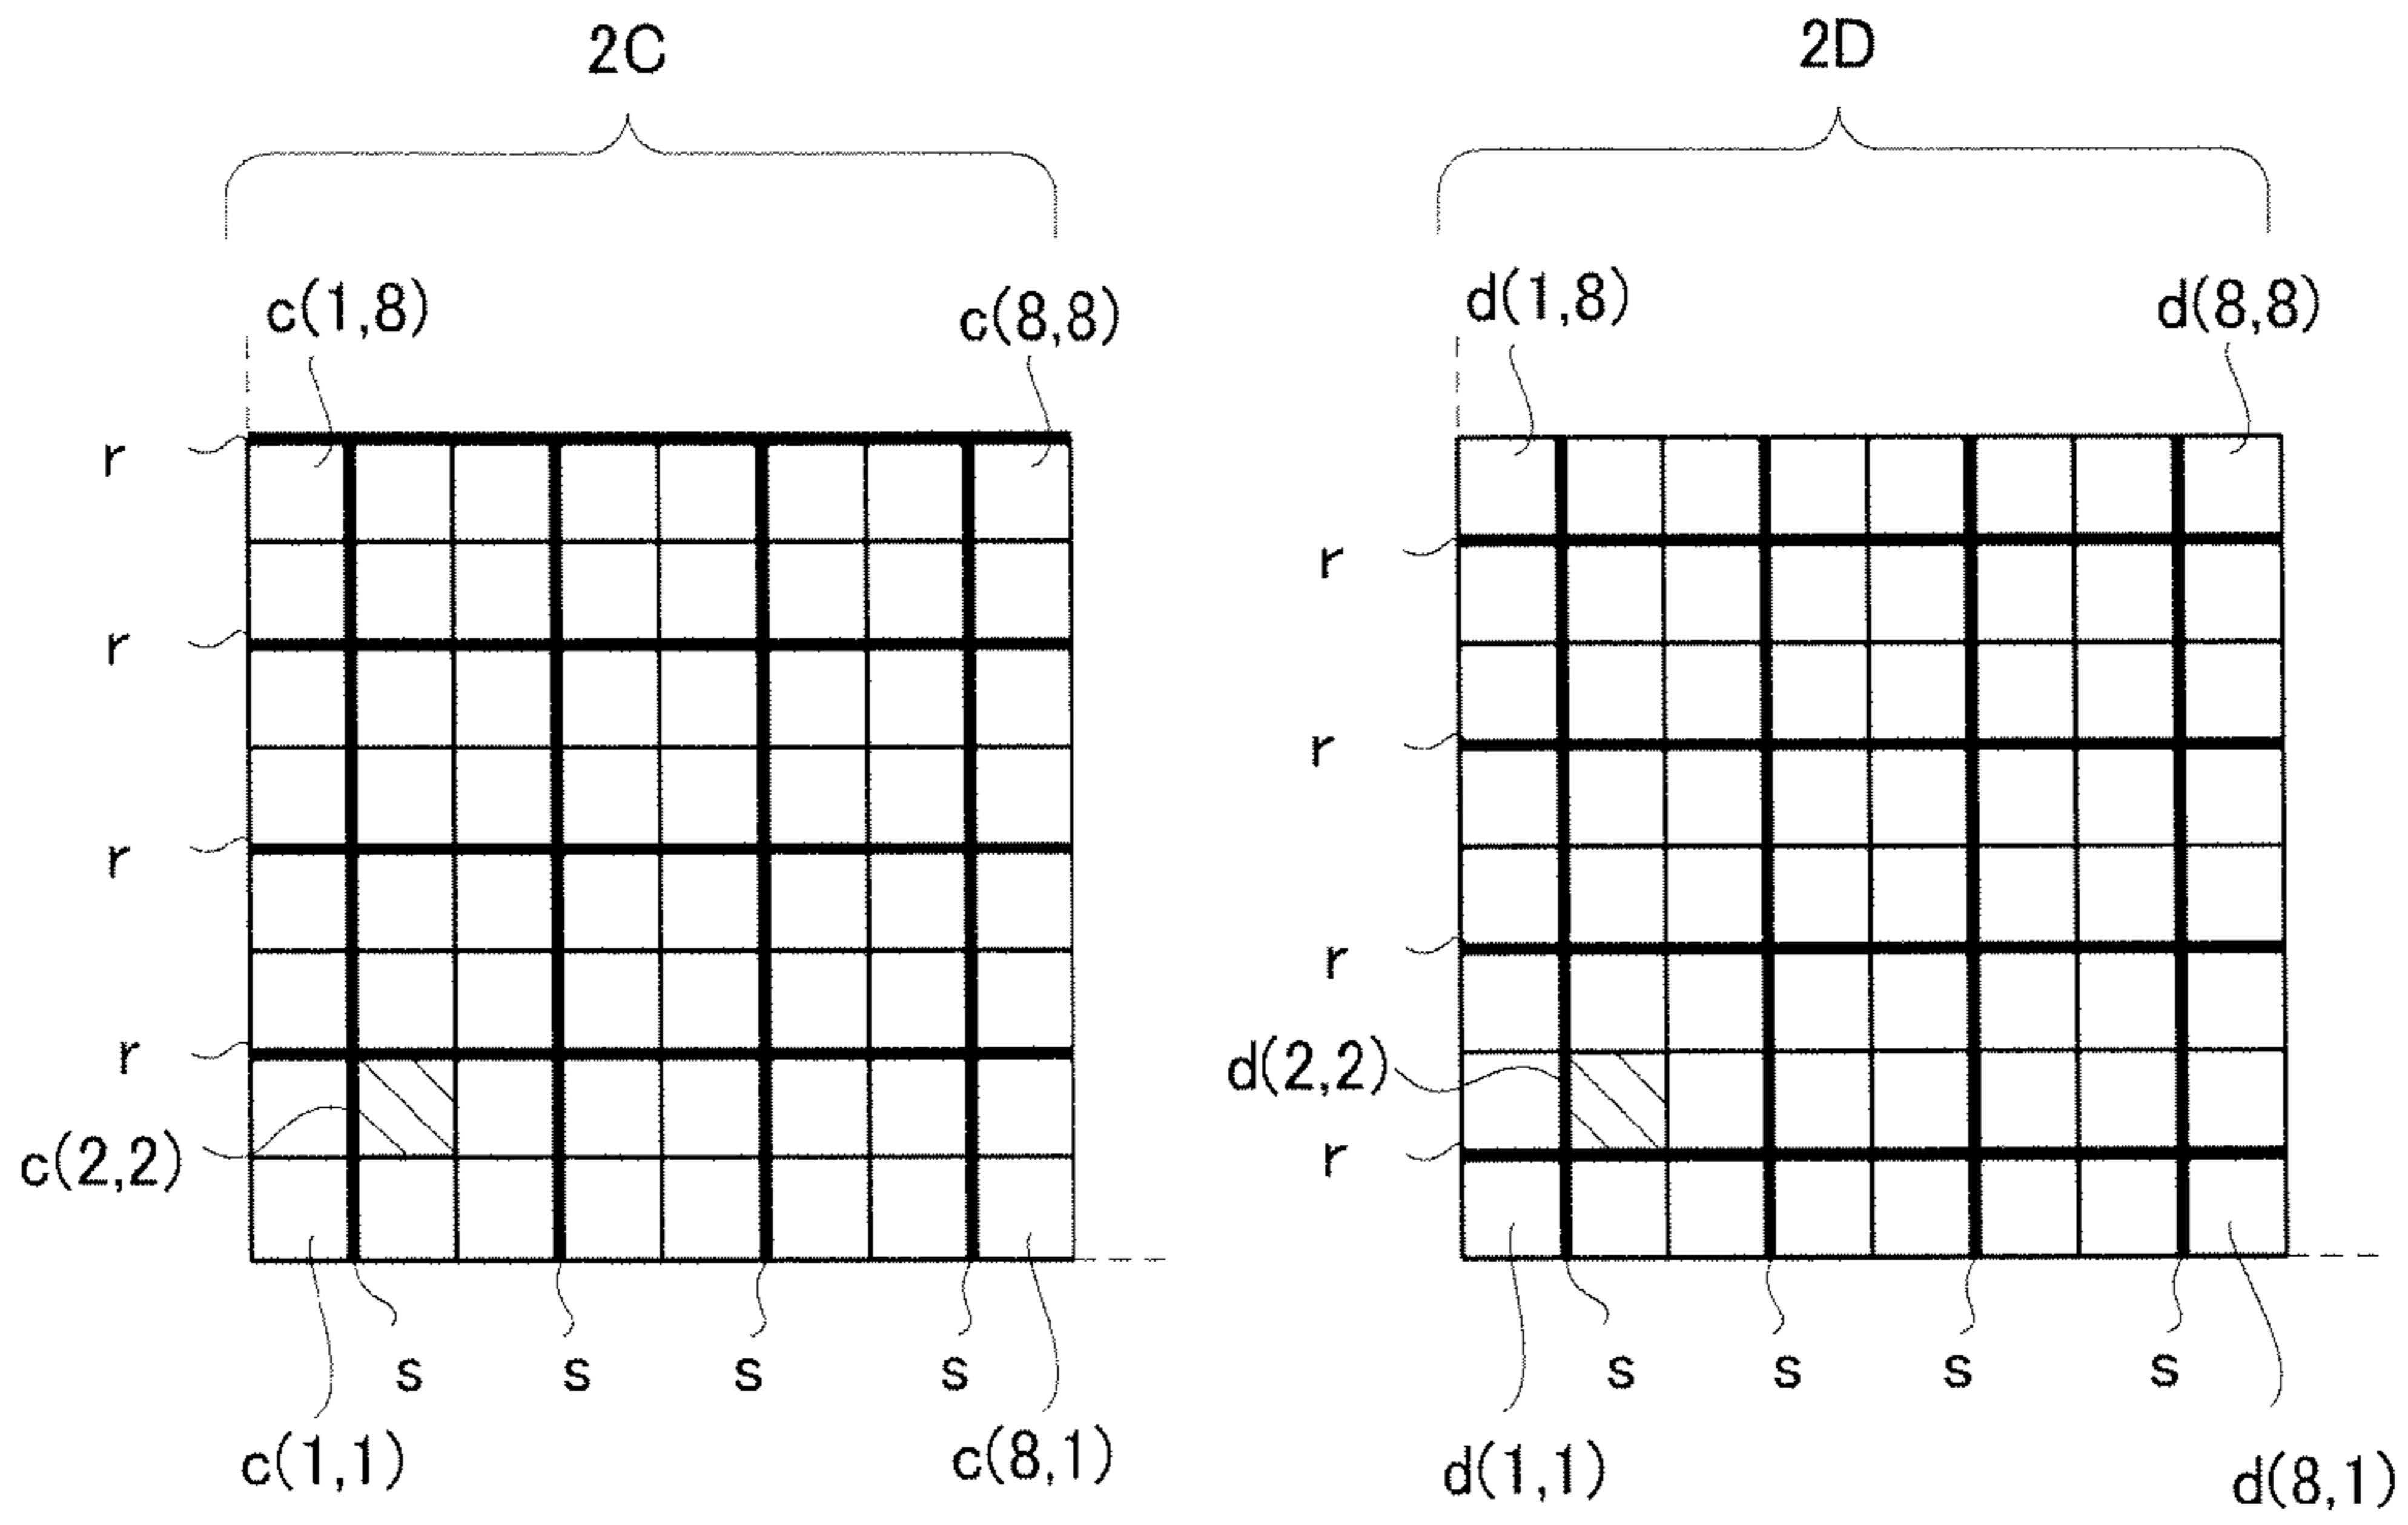 2C
2D
c(1,8)
c(8,8)
d(1,8)
d(8,8)
r
r
r
r
c(2,2)
r
r
r
d(2,2)
r
s
s
s
s
s
s
s
s
c(1,1)
c(8,1)
d(1,1)
d(8,1)